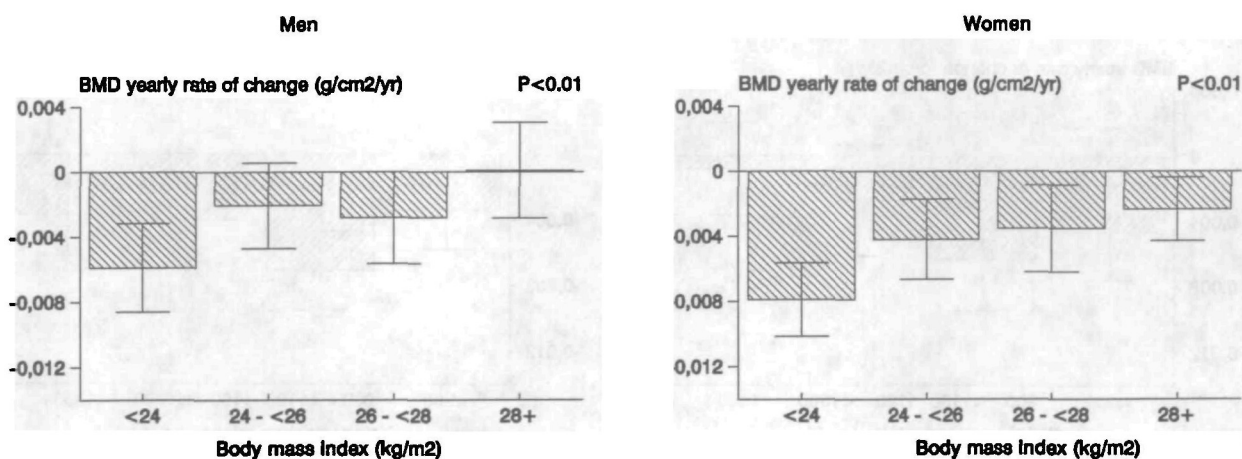 Men
BMD yearly rate of change (g/cm2/yr) P<0.01
0,004
0
-0,004
-0,008
-0,012
<24 24 - <26 26 - <28 28+
Body mass index (kg/m2)
Women
BMD yearly rate of change (g/cm2/yr) P<0.01
0,004
0
0,004
0,008
0,012
<24 24 - <26 26 - <28 28+
Body mass index (kg/m2)